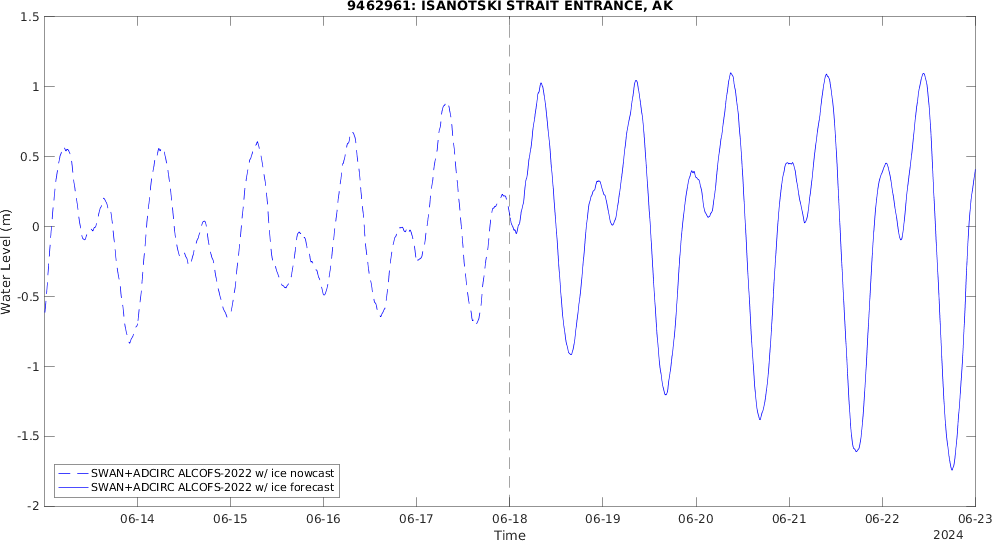 9462961: ISANOTSKI STRAIT ENTRANCE, AK
1.5
1
0.5
0
-0.5
-1
-1.5
-2
Water Level (m)
SWAN+ADCIRC ALCOFS-2022 w/ ice nowcast
SWAN+ADCIRC ALCOFS-2022 w/ ice forecast
06-14 06-15 06-16 06-17 06-18 06-19 06-20 06-21 06-22 06-23
Time
2024